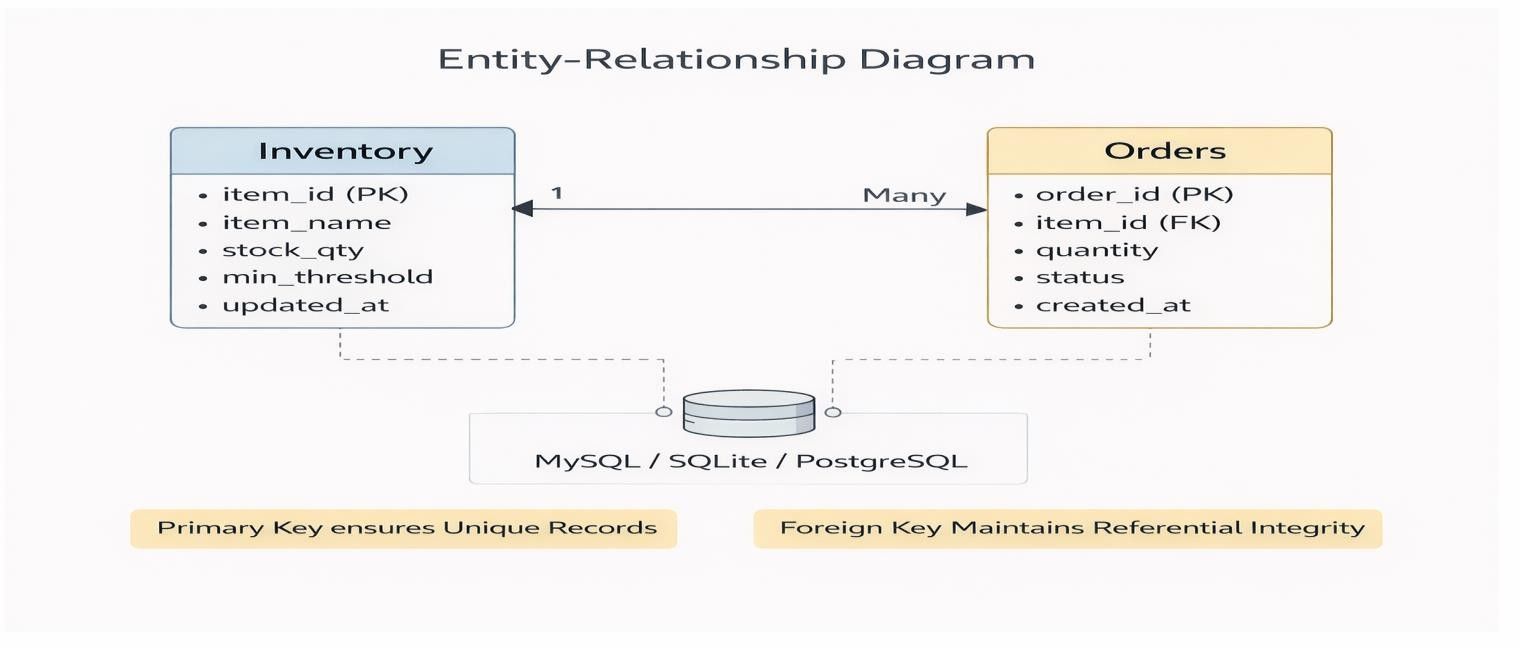 Entity–Relationship Diagram
Inventory
• item_id (PK)
• item_name
• stock_qty
• min_threshold
• updated_at
1
Many
Orders
• order_id (PK)
• item_id (FK)
• quantity
• status
• created_at
MySQL / SQLite / PostgreSQL
Primary Key ensures Unique Records
Foreign Key Maintains Referential Integrity